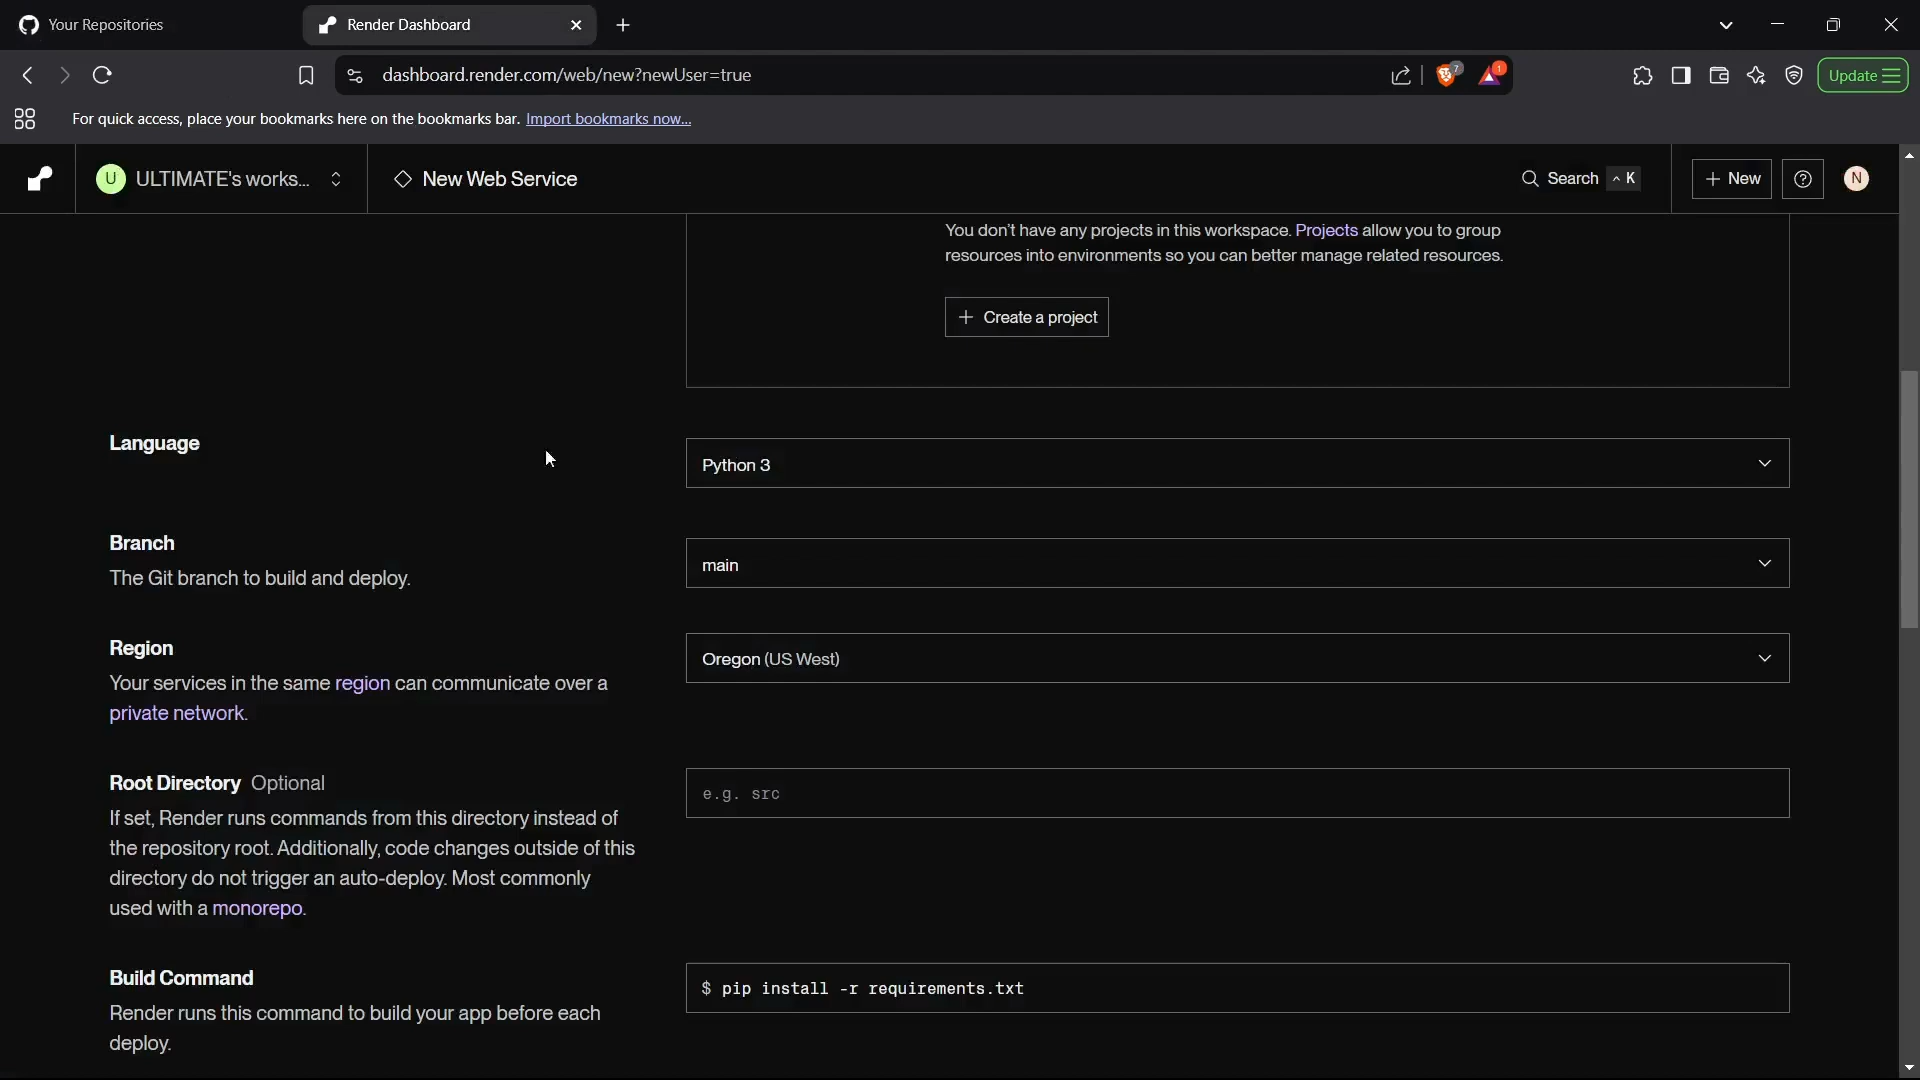 Your Repositories
Render Dashboard
dashboard.render.com/web/new?newUser=true
7
1
Update
For quick access, place your bookmarks here on the bookmarks bar. Import bookmarks now...
U ULTIMATE's works...
New Web Service
Search ^ K
+ New
N
You don't have any projects in this workspace. Projects allow you to group
resources into environments so you can better manage related resources.
+ Create a project
Language
Python 3
Branch
The Git branch to build and deploy.
main
Region
Your services in the same region can communicate over a
private network.
Oregon (US West)
Root Directory Optional
If set, Render runs commands from this directory instead of
the repository root. Additionally, code changes outside of this
directory do not trigger an auto-deploy. Most commonly
used with a monorepo.
e.g. src
Build Command
Render runs this command to build your app before each
deploy.
$ pip install -r requirements.txt